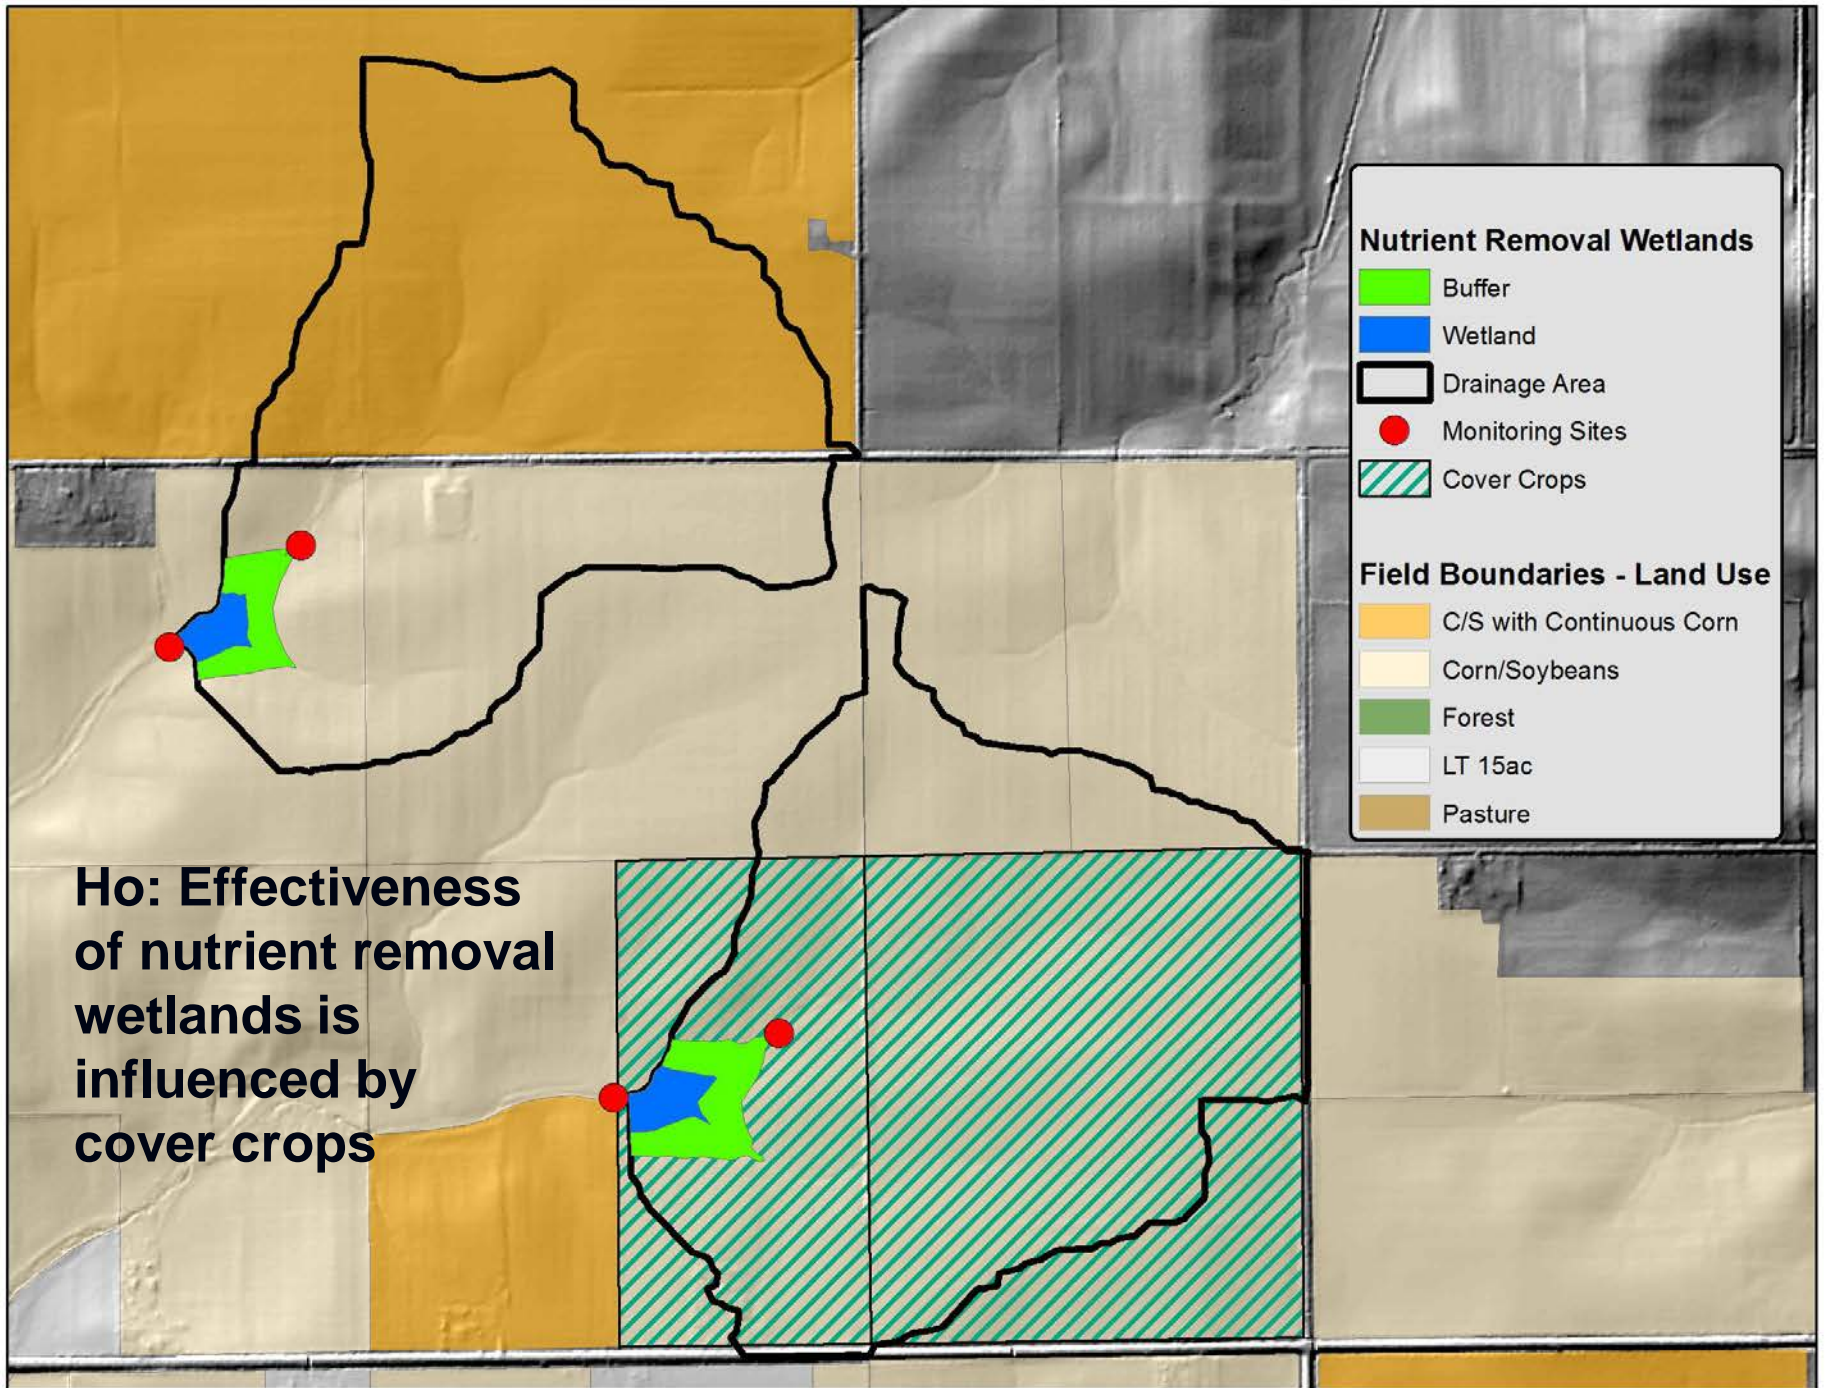 Nutrient Removal Wetlands
Buffer
Wetland
Drainage Area
Monitoring Sites
Cover Crops
Field Boundaries - Land Use
C/S with Continuous Corn
Corn/Soybeans
Forest
LT 15ac
Pasture
Ho: Effectiveness
of nutrient removal
wetlands is
influenced by
cover crops